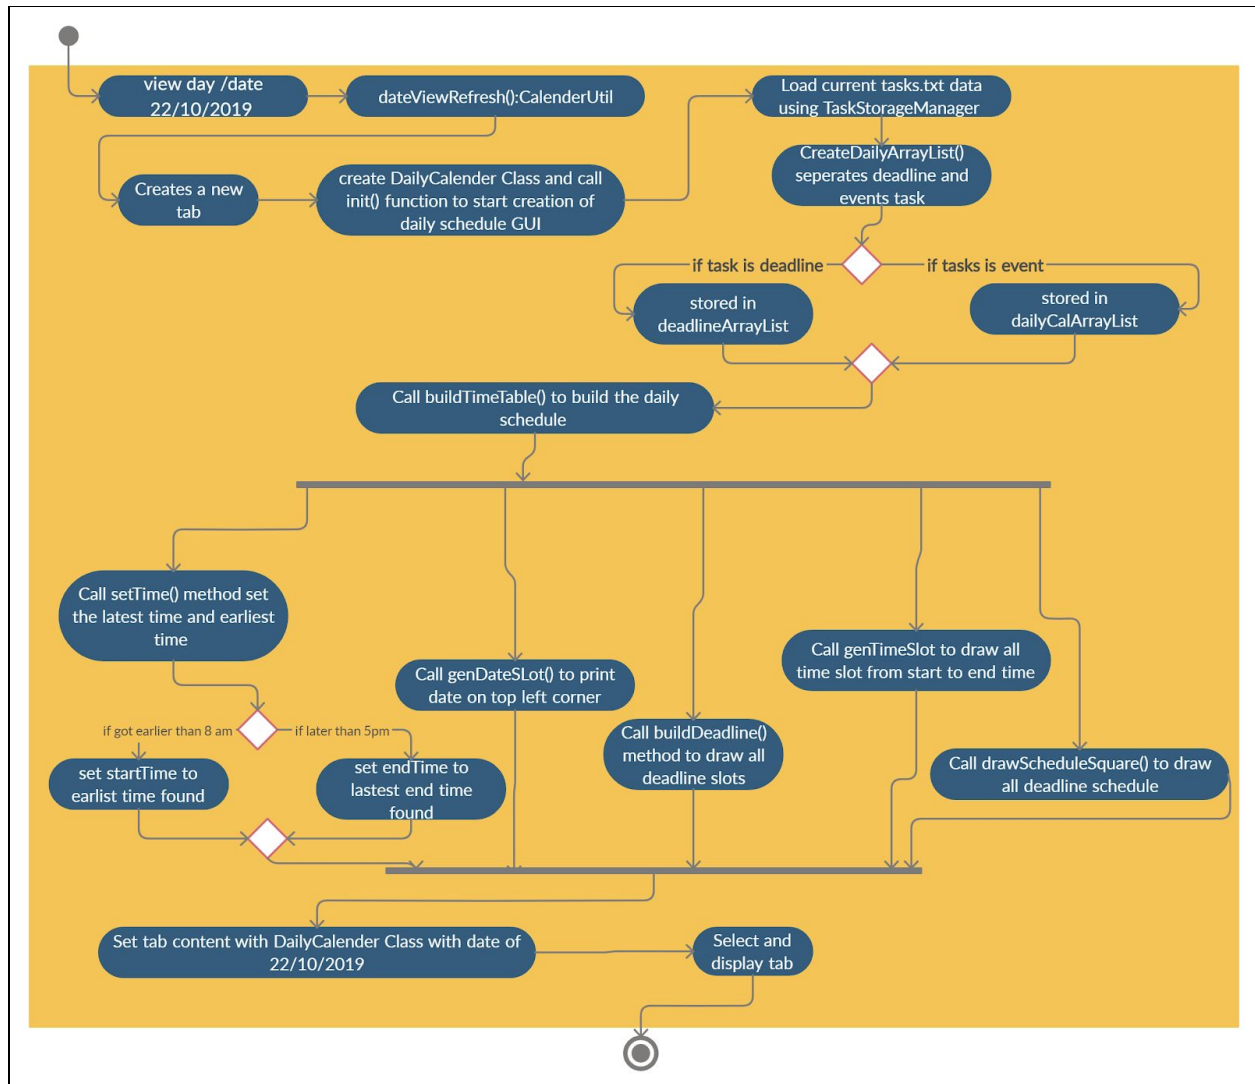 view day /date
22/10/2019
dateViewRefresh():CalenderUtil
Load current tasks.txt data
using TaskStorageManager
Creates a new
tab
create DailyCalender Class and call
init() function to start creation of
daily schedule GUI
CreateDailyArrayList()
seperates deadline and
events task
if task is deadline
if tasks is event
stored in
deadlineArrayList
stored in
dailyCalArrayList
Call buildTimeTable() to build the daily
schedule
Call setTime() method set
the latest time and earliest
time
Call genDateSLot() to print
date on top left corner
Call buildDeadline()
method to draw all
deadline slots
Call genTimeSlot to draw all
time slot from start to end time
Call drawScheduleSquare() to draw
all deadline schedule
if got earlier than 8 am
if later than 5pm
set startTime to
earlist time found
set endTime to
lastest end time
found
Set tab content with DailyCalender Class with date of
22/10/2019
Select and
display tab